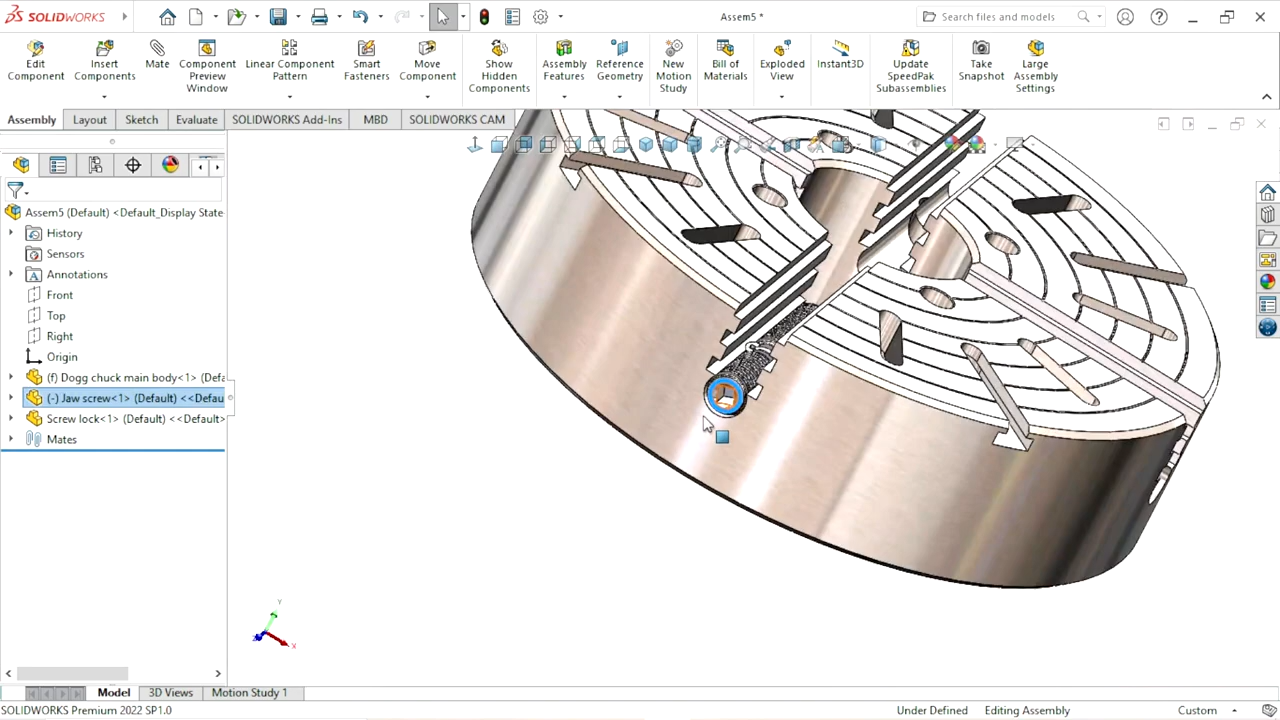 SOLIDWORKS
Assem5 *
Search files and models
Edit Component
Insert Components
Mate
Component Preview Window
Linear Component Pattern
Smart Fasteners
Move Component
Show Hidden Components
Assembly Features
Reference Geometry
New Motion Study
Bill of Materials
Exploded View
Instant3D
Update SpeedPak Subassemblies
Take Snapshot
Large Assembly Settings
Assembly
Layout
Sketch
Evaluate
SOLIDWORKS Add-Ins
MBD
SOLIDWORKS CAM
Assem5 (Default) <Default_Display State
History
Sensors
Annotations
Front
Top
Right
Origin
(f) Dogg chuck main body<1> (Defa
(-) Jaw screw<1> (Default) <<Defau
Screw lock<1> (Default) <<Default>
Mates
Y
X
Z
Model
3D Views
Motion Study 1
SOLIDWORKS Premium 2022 SP1.0
Under Defined
Editing Assembly
Custom